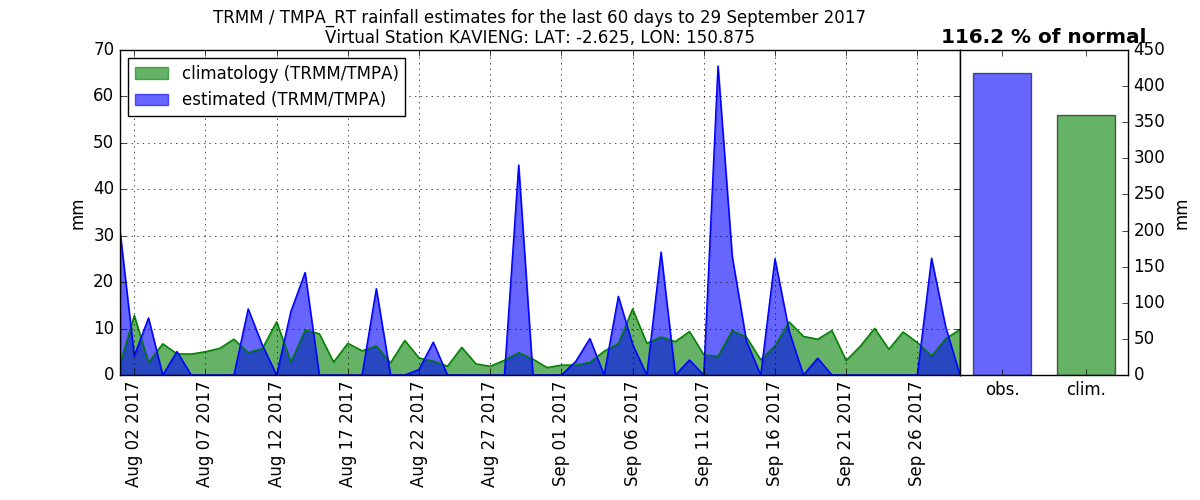 TRMM / TMPA_RT rainfall estimates for the last 60 days to 29 September 2017
Virtual Station KAVIENG: LAT: -2.625, LON: 150.875
116.2 % of normal
climatology (TRMM/TMPA)
estimated (TRMM/TMPA)
70
60
50
40
30
20
10
0
mm
Aug 02 2017
Aug 07 2017
Aug 12 2017
Aug 17 2017
Aug 22 2017
Aug 27 2017
Sep 01 2017
Sep 06 2017
Sep 11 2017
Sep 16 2017
Sep 21 2017
Sep 26 2017
obs.
clim.
450
400
350
300
250
200
150
100
50
0
mm